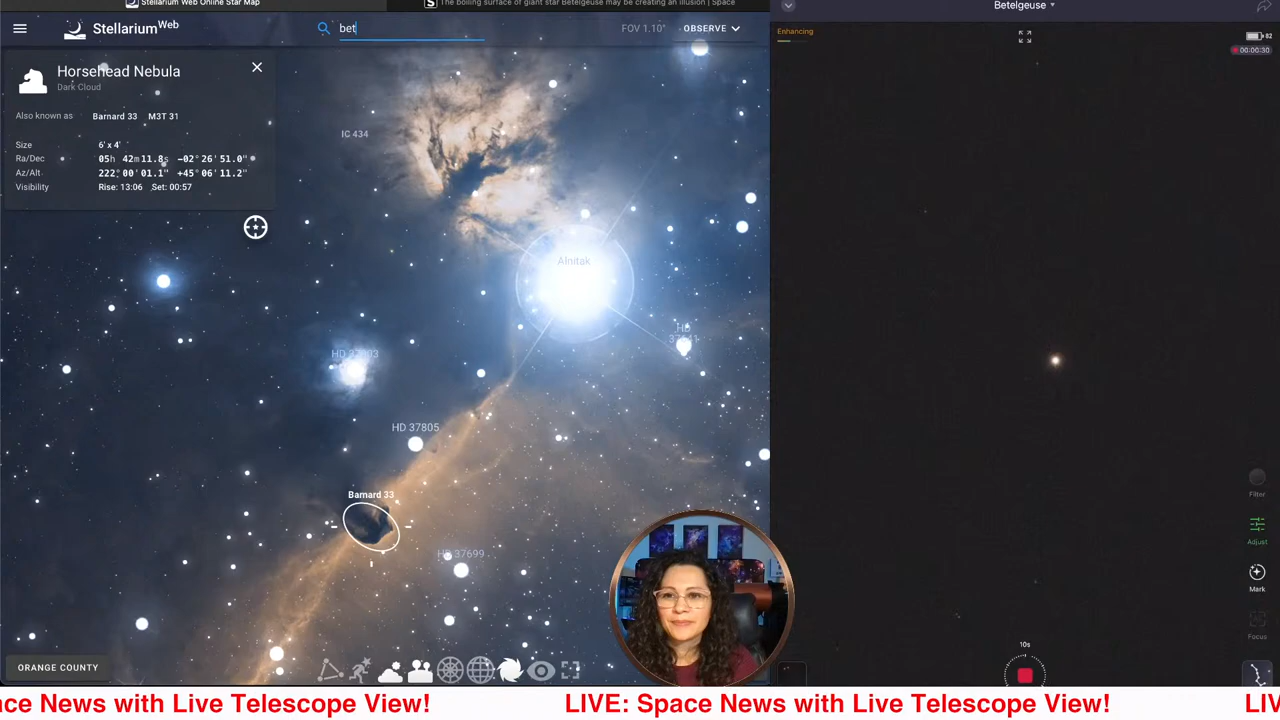 Stellarium Web Online Star Map
The boiling surface of giant star Betelgeuse may be creating an illusion | Space
Betelgeuse
StellariumWeb
bet
FOV 1.10°
OBSERVE
Enhancing
82
00:00:30
Horsehead Nebula
Dark Cloud
Also known as Barnard 33 M3T 31
Size 6' x 4'
Ra/Dec 05h 42m11.8s -02°26'51.0"
Az/Alt 222°00'01.1" +45°06'11.2"
Visibility Rise: 13:06 Set: 00:57
IC 434
Alnitak
HD 37805
Barnard 33
HD 37699
Filter
Adjust
Mark
Focus
10s
ORANGE COUNTY
ce News with Live Telescope View! LIVE: Space News with Live Telescope View! LIV